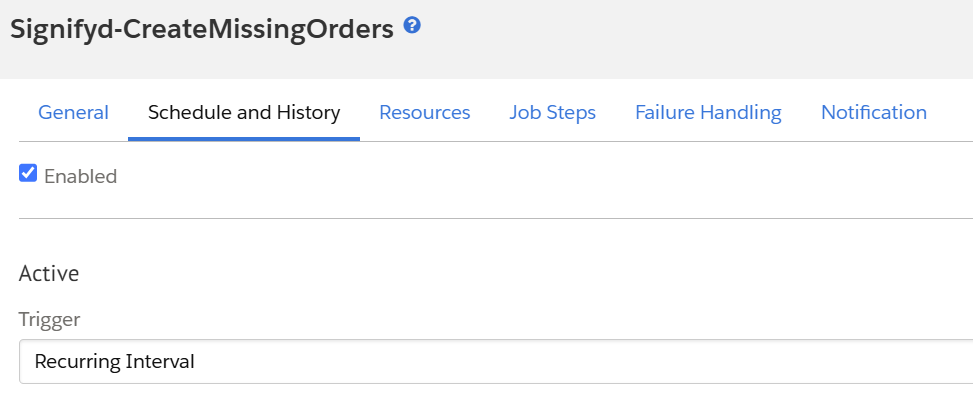 Signifyd-CreateMissingOrders ?
General Schedule and History Resources Job Steps Failure Handling Notification
Enabled
Active
Trigger
Recurring Interval